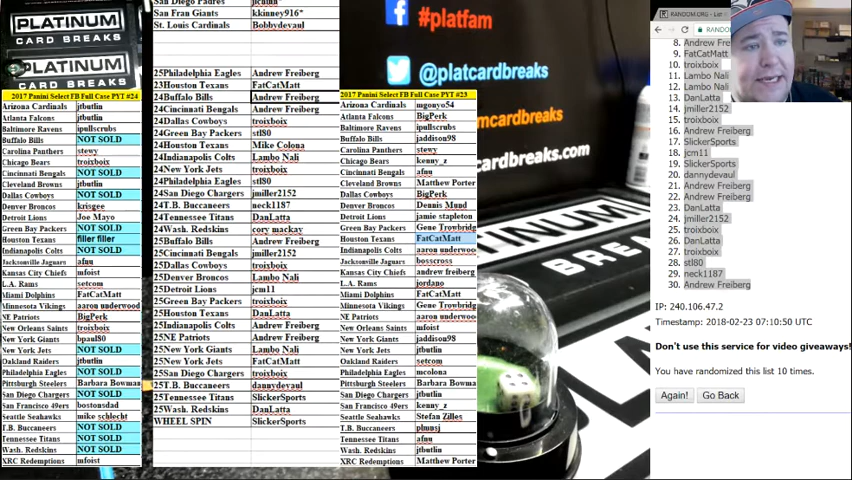 PLATINUM
CARD BREAKS
PLATINUM
CARD BREAKS
2017 Panini Select FB Full Case PYT #24
Arizona Cardinals jtbutlin
Atlanta Falcons jtbutlin
Baltimore Ravens ipullscrubs
Buffalo Bills NOT SOLD
Carolina Panthers stewy
Chicago Bears troixboix
Cincinnati Bengals NOT SOLD
Cleveland Browns jtbutlin
Dallas Cowboys NOT SOLD
Denver Broncos krisgee
Detroit Lions Joe Mayo
Green Bay Packers NOT SOLD
Houston Texans filler filler
Indianapolis Colts NOT SOLD
Jacksonville Jaguars afnu
Kansas City Chiefs mfoist
L.A. Rams setcom
Miami Dolphins FatCatMatt
Minnesota Vikings aaron underwood
NE Patriots BigPerk
New Orleans Saints troixboix
New York Giants bpaul80
New York Jets NOT SOLD
Oakland Raiders jtbutlin
Philadelphia Eagles NOT SOLD
Pittsburgh Steelers Barbara Bowma
San Diego Chargers NOT SOLD
San Francisco 49ers bostonsdad
Seattle Seahawks mike schlecht
T.B. Buccaneers NOT SOLD
Tennessee Titans NOT SOLD
Wash. Redskins NOT SOLD
XRC Redemptions mfoist
San Diego Padres
San Fran Giants kkinney916*
St. Louis Cardinals Bobbydevaul
25Philadelphia Eagles Andrew Freiberg
23Houston Texans FatCatMatt
24Buffalo Bills Andrew Freiberg
24Cincinnati Bengals Andrew Freiberg
24Dallas Cowboys troixboix
24Green Bay Packers stl80
24Houston Texans Mike Colona
24Indianapolis Colts Lambo Nali
24New York Jets troixboix
24Philadelphia Eagles stl80
24San Diego Chargers jmiller2152
24T.B. Buccaneers neck1187
24Tennessee Titans DanLatta
24Wash. Redskins cory mackay
25Buffalo Bills Andrew Freiberg
25Cincinnati Bengals jmiller2152
25Dallas Cowboys troixboix
25Denver Broncos Lambo Nali
25Detroit Lions jcm11
25Green Bay Packers troixboix
25Houston Texans DanLatta
25Indianapolis Colts Andrew Freiberg
25NE Patriots Andrew Freiberg
25New York Giants Lambo Nali
25New York Jets FatCatMatt
25San Diego Chargers troixboix
25T.B. Buccaneers dannydevaul
25Tennessee Titans SlickerSports
25Wash. Redskins DanLatta
WHEEL SPIN SlickerSports
2017 Panini Select FB Full Case PYT #23
Arizona Cardinals mgonyo54
Atlanta Falcons BigPerk
Baltimore Ravens ipullscrubs
Buffalo Bills jaddison98
Carolina Panthers stewy
Chicago Bears kenny_z
Cincinnati Bengals afnu
Cleveland Browns Matthew Porter
Dallas Cowboys BigPerk
Denver Broncos Dennis Mund
Detroit Lions jamie stapleton
Green Bay Packers Gene Trowbridg
Houston Texans FatCatMatt
Indianapolis Colts aaron underwoo
Jacksonville Jaguars bosscross
Kansas City Chiefs andrew freiberg
L.A. Rams jordano
Miami Dolphins FatCatMatt
Minnesota Vikings Gene Trowbridg
NE Patriots aaron underwoo
New Orleans Saints mfoist
New York Giants jaddison98
New York Jets jtbutlin
Oakland Raiders setcom
Philadelphia Eagles mcolona
Pittsburgh Steelers Barbara Bowma
San Diego Chargers jtbutlin
San Francisco 49ers kenny_z
Seattle Seahawks Stefan Zilles
T.B. Buccaneers
Tennessee Titans afnu
Wash. Redskins jtbutlin
XRC Redemptions Matthew Porter
#platfam
@platcardbreaks
mcardbreaks
cardbreaks.com
PLATINUM
RANDOM.ORG - List
8. Andrew Fre
9. FatCatMatt
10. troixboix
11. Lambo Nali
12. Lambo Nali
13. DanLatta
14. jmiller2152
15. troixboix
16. Andrew Freiberg
17. SlickerSports
18. jcm11
19. SlickerSports
20. dannydevaul
21. Andrew Freiberg
22. Andrew Freiberg
23. DanLatta
24. jmiller2152
25. troixboix
26. DanLatta
27. troixboix
28. stl80
29. neck1187
30. Andrew Freiberg
IP: 240.106.47.2
Timestamp: 2018-02-23 07:10:50 UTC
Don't use this service for video giveaways!
You have randomized this list 10 times.
Again! Go Back